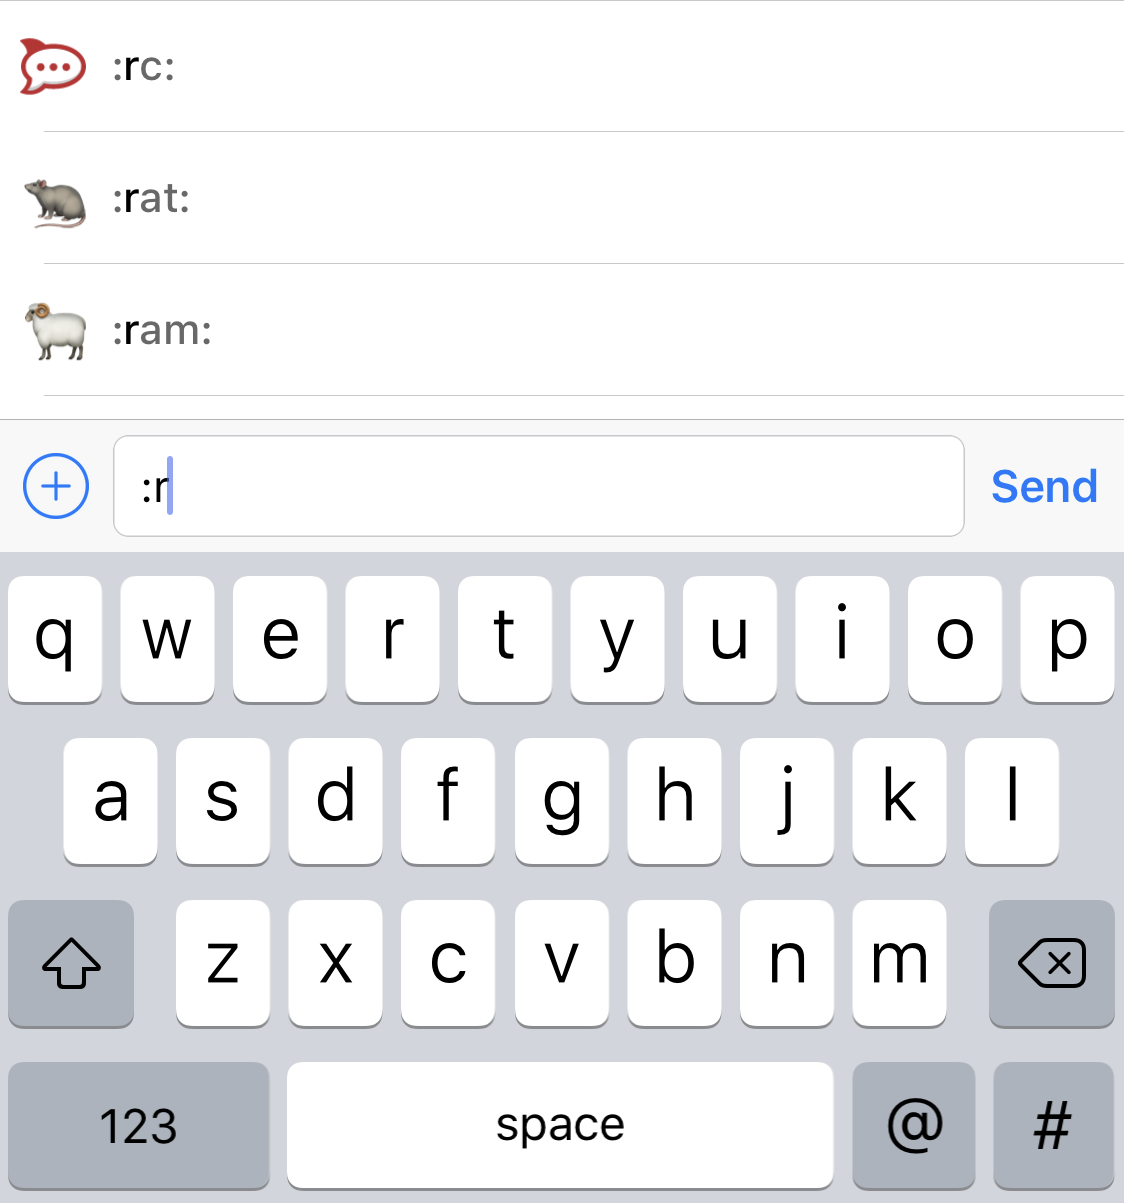 :rc:
:rat:
:ram:
:r
Send
q w e r t y u i o p
a s d f g h j k l
z x c v b n m
123 space @ #